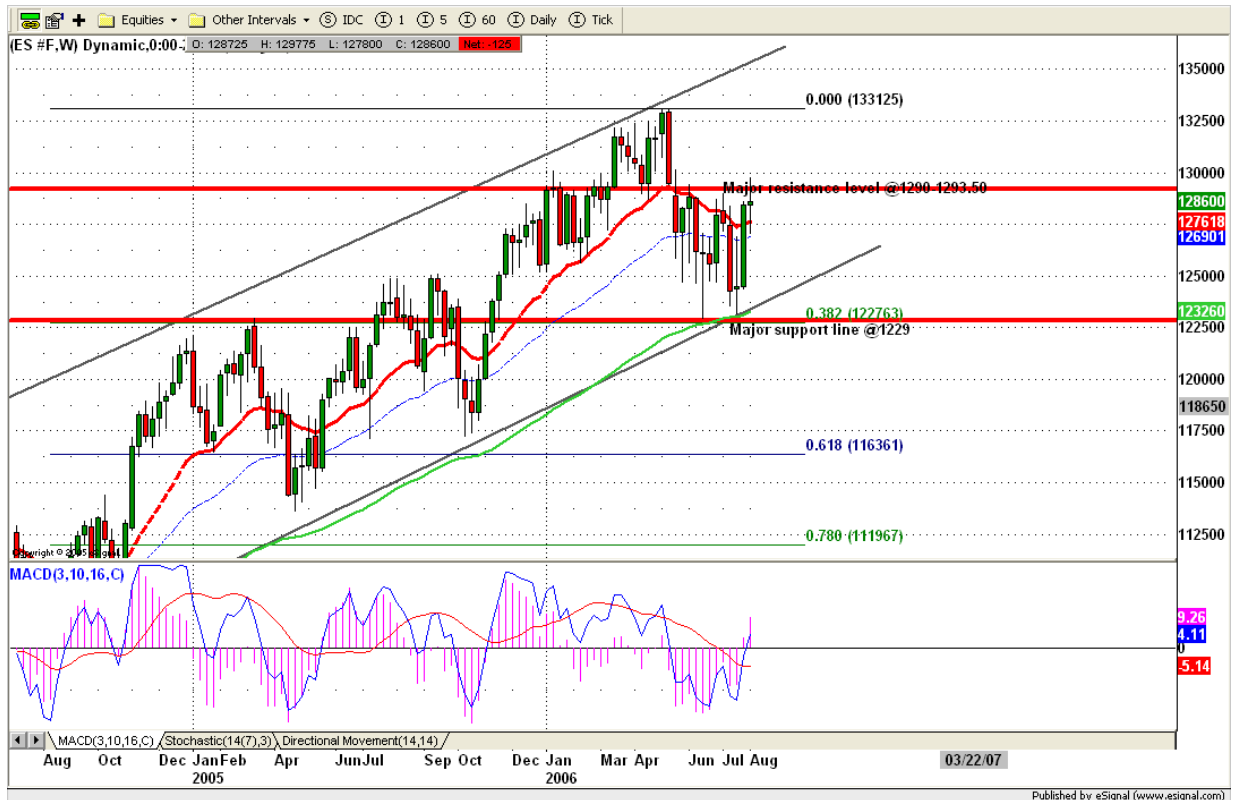 Equities Other Intervals S IDC I 1 I 5 I 60 I Daily I Tick
(ES #F,W) Dynamic,0:00- O: 128725 H: 129775 L: 127800 C: 128600 Net: -125
135000
0.000 (133125)
132500
130000
Major resistance level @1290-1293.50
128600
127618
126901
125000
123260
0.382 (122763)
122500
Major support line @1229
120000
118650
117500
0.618 (116361)
115000
112500
0.780 (111967)
Copyright © 2005 eSignal
MACD(3,10,16,C)
9.26
4.11
0
-5.14
MACD(3,10,16,C) Stochastic(14(7),3) Directional Movement(14,14)
Aug Oct Dec Jan Feb Apr Jun Jul Sep Oct Dec Jan Mar Apr Jun Jul Aug 03/22/07
2005 2006
Published by eSignal (www.esignal.com)